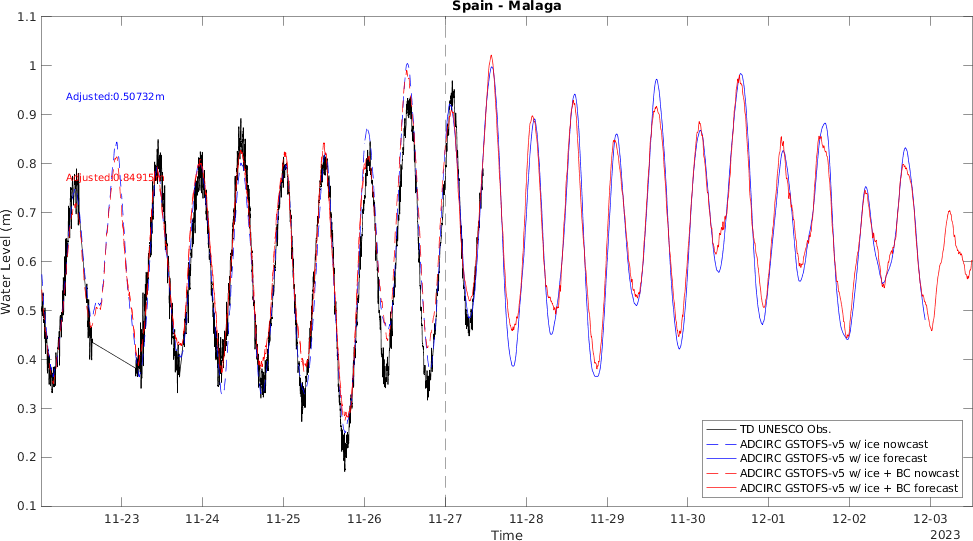 Spain - Malaga
1.1
1
0.9
0.8
0.7
0.6
0.5
0.4
0.3
0.2
0.1
Water Level (m)
Adjusted:0.50732m
Adjusted:0.84915m
TD UNESCO Obs.
ADCIRC GSTOFS-v5 w/ ice nowcast
ADCIRC GSTOFS-v5 w/ ice forecast
ADCIRC GSTOFS-v5 w/ ice + BC nowcast
ADCIRC GSTOFS-v5 w/ ice + BC forecast
11-23 11-24 11-25 11-26 11-27 11-28 11-29 11-30 12-01 12-02 12-03
Time
2023